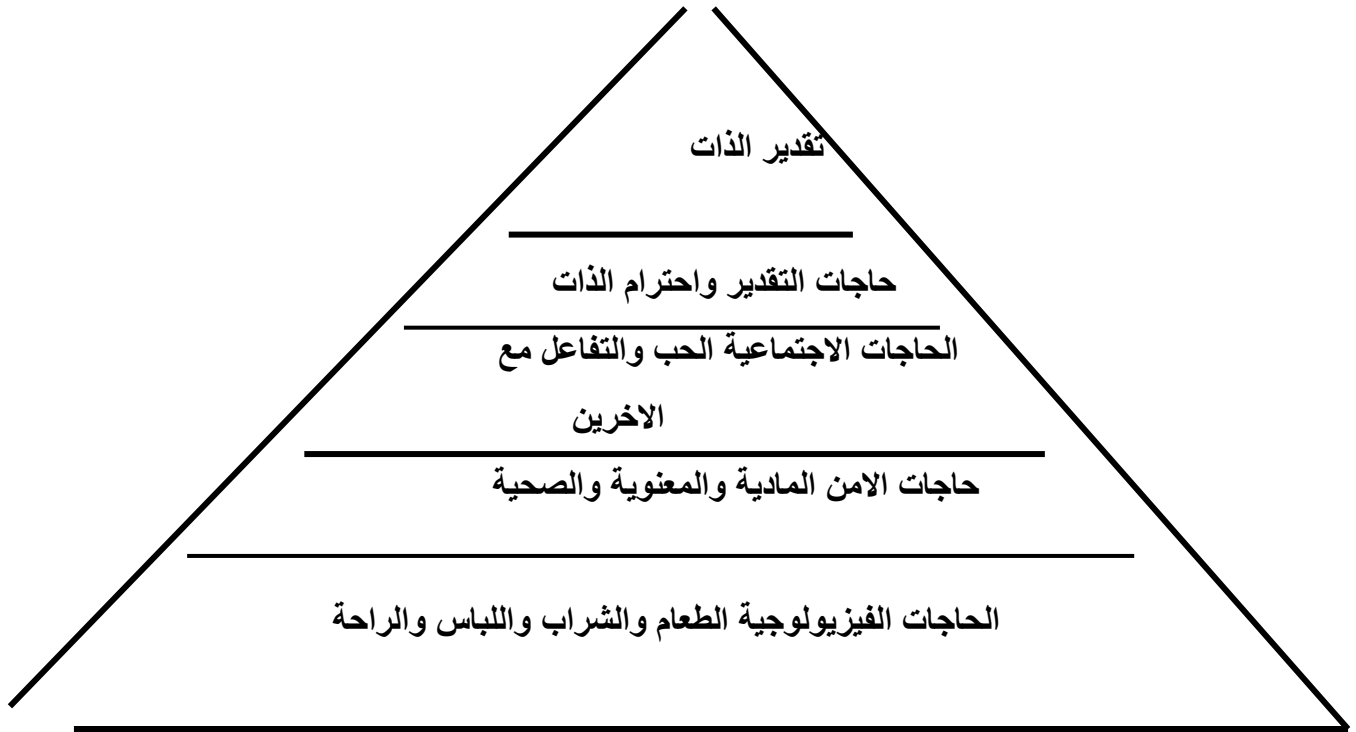 تقدير الذات
حاجات التقدير واحترام الذات
الحاجات الاجتماعية الحب والتفاعل مع
الاخرين
حاجات الامن المادية والمعنوية والصحية
الحاجات الفيزيولوجية الطعام والشراب واللباس والراحة